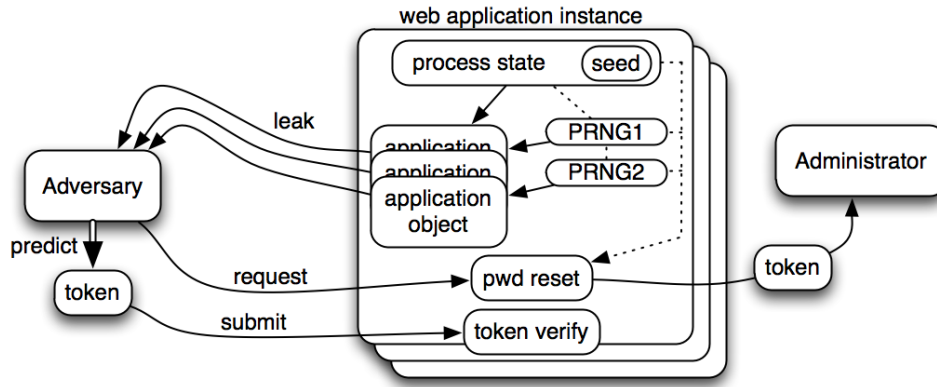 web application instance
process state
seed
leak
application
PRNG1
application
PRNG2
application
object
Adversary
Administrator
predict
token
request
pwd reset
token
submit
token verify